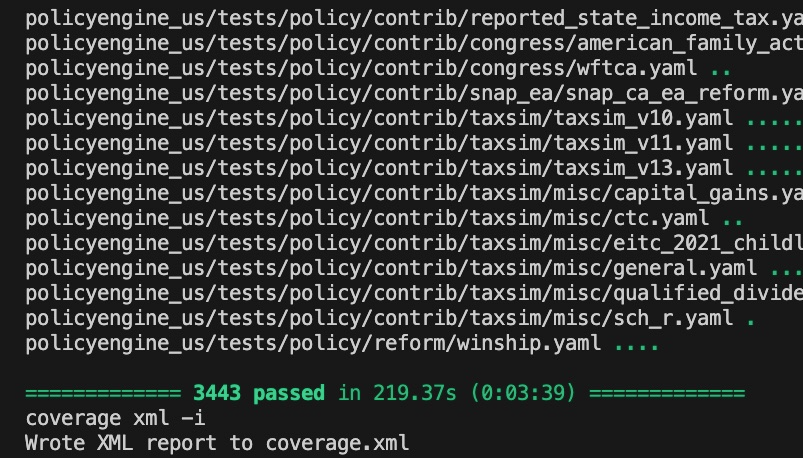 policyengine_us/tests/policy/contrib/reported_state_income_tax.ya
policyengine_us/tests/policy/contrib/congress/american_family_act
policyengine_us/tests/policy/contrib/congress/wftca.yaml ..
policyengine_us/tests/policy/contrib/snap_ea/snap_ca_ea_reform.ya
policyengine_us/tests/policy/contrib/taxsim/taxsim_v10.yaml .....
policyengine_us/tests/policy/contrib/taxsim/taxsim_v11.yaml .....
policyengine_us/tests/policy/contrib/taxsim/taxsim_v13.yaml .....
policyengine_us/tests/policy/contrib/taxsim/misc/capital_gains.ya
policyengine_us/tests/policy/contrib/taxsim/misc/ctc.yaml ..
policyengine_us/tests/policy/contrib/taxsim/misc/eitc_2021_childl
policyengine_us/tests/policy/contrib/taxsim/misc/general.yaml ...
policyengine_us/tests/policy/contrib/taxsim/misc/qualified_divide
policyengine_us/tests/policy/contrib/taxsim/misc/sch_r.yaml .
policyengine_us/tests/policy/reform/winship.yaml ....
============= 3443 passed in 219.37s (0:03:39) =============
coverage xml -i
Wrote XML report to coverage.xml